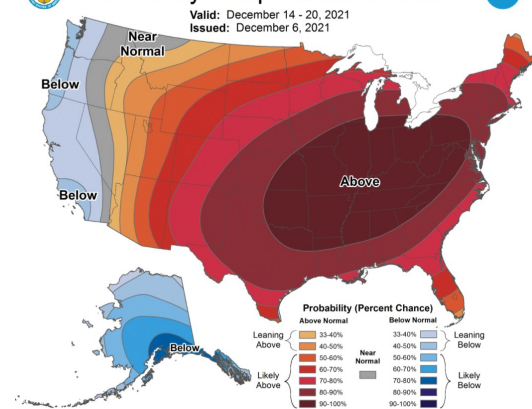 Valid: December 14 - 20, 2021
Issued: December 6, 2021
Near
Normal
Below
Below
Above
Below
Probability (Percent Chance)
Above Normal
Below Normal
Leaning
Above
33-40%
40-50%
Likely
Above
50-60%
60-70%
70-80%
80-90%
90-100%
Near
Normal
33-40%
40-50%
Leaning
Below
50-60%
60-70%
70-80%
80-90%
90-100%
Likely
Below